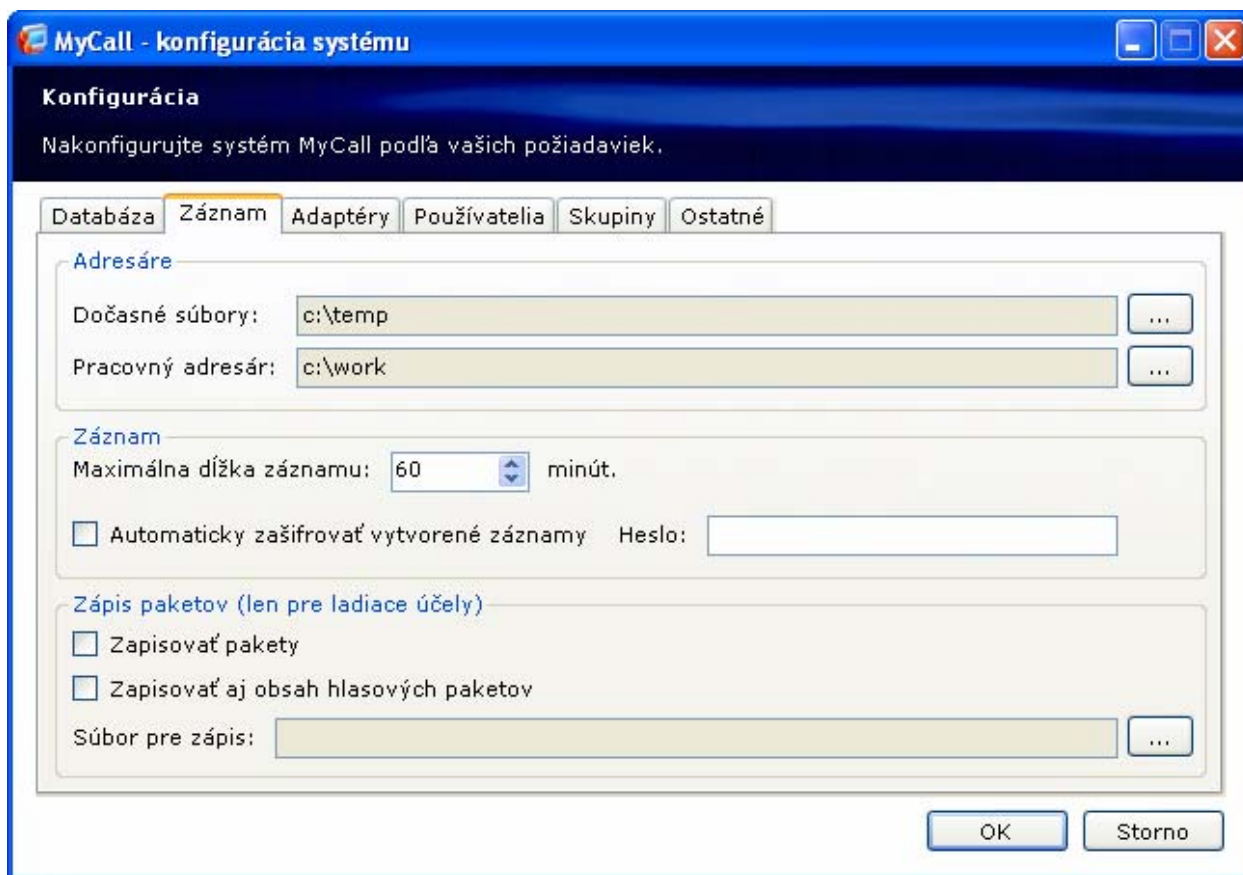 MyCall - konfigurácia systému
Konfigurácia
Nakonfigurujte systém MyCall podľa vašich požiadaviek.
Databáza Záznam Adaptéry Používatelia Skupiny Ostatné
Adresáre
Dočasné súbory: c:\temp ...
Pracovný adresár: c:\work ...
Záznam
Maximálna dĺžka záznamu: 60 minút.
Automaticky zašifrovať vytvorené záznamy Heslo:
Zápis paketov (len pre ladiace účely)
Zapisovať pakety
Zapisovať aj obsah hlasových paketov
Súbor pre zápis: ...
OK Storno